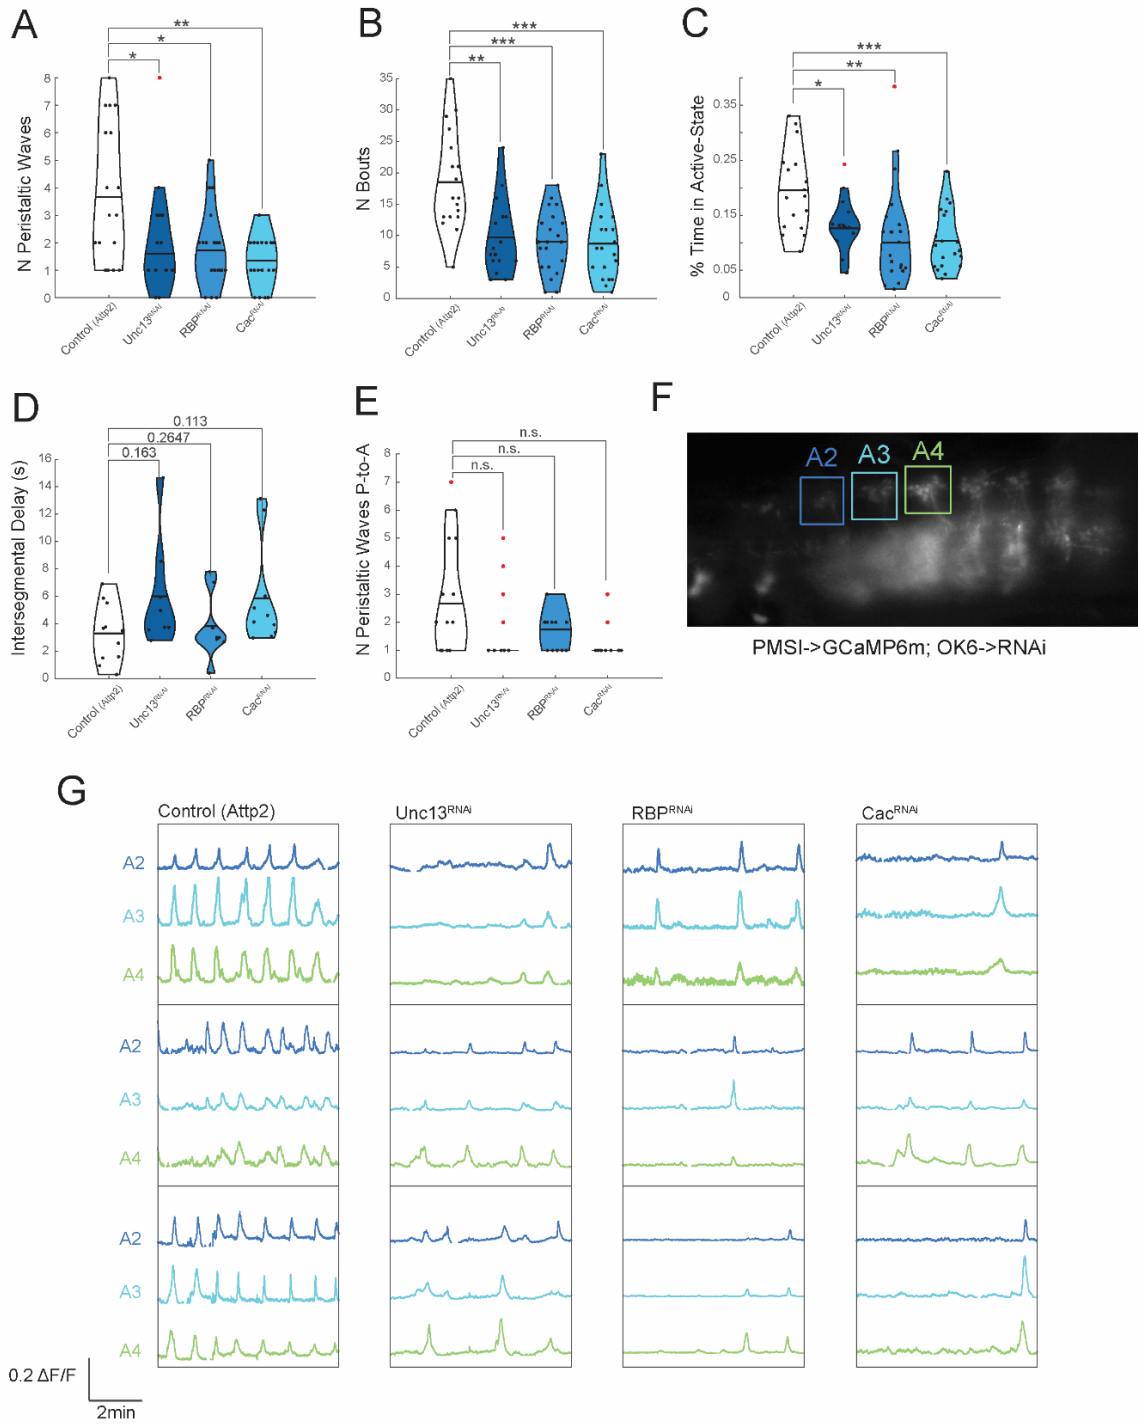 A
**
*
*
N Peristaltic Waves
8
7
6
5
4
3
2
1
0
Control (Attp2)
Unc13RNAi
RBPRNAi
CacRNAi
B
***
***
**
N Bouts
35
30
25
20
15
10
5
0
Control (Attp2)
Unc13RNAi
RBPRNAi
CacRNAi
C
***
**
*
% Time in Active-State
0.35
0.25
0.15
0.05
0
Control (Attp2)
Unc13RNAi
RBPRNAi
CacRNAi
D
0.113
0.2647
0.163
Intersegmental Delay (s)
16
14
12
10
8
6
4
2
0
Control (Attp2)
Unc13RNAi
RBPRNAi
CacRNAi
E
n.s.
n.s.
n.s.
N Peristaltic Waves P-to-A
8
7
6
5
4
3
2
1
0
Control (Attp2)
Unc13RNAi
RBPRNAi
CacRNAi
F
A2 A3 A4
PMSI->GCaMP6m; OK6->RNAi
G
Control (Attp2) Unc13RNAi RBPRNAi CacRNAi
A2
A3
A4
A2
A3
A4
A2
A3
A4
0.2 ΔF/F
2min